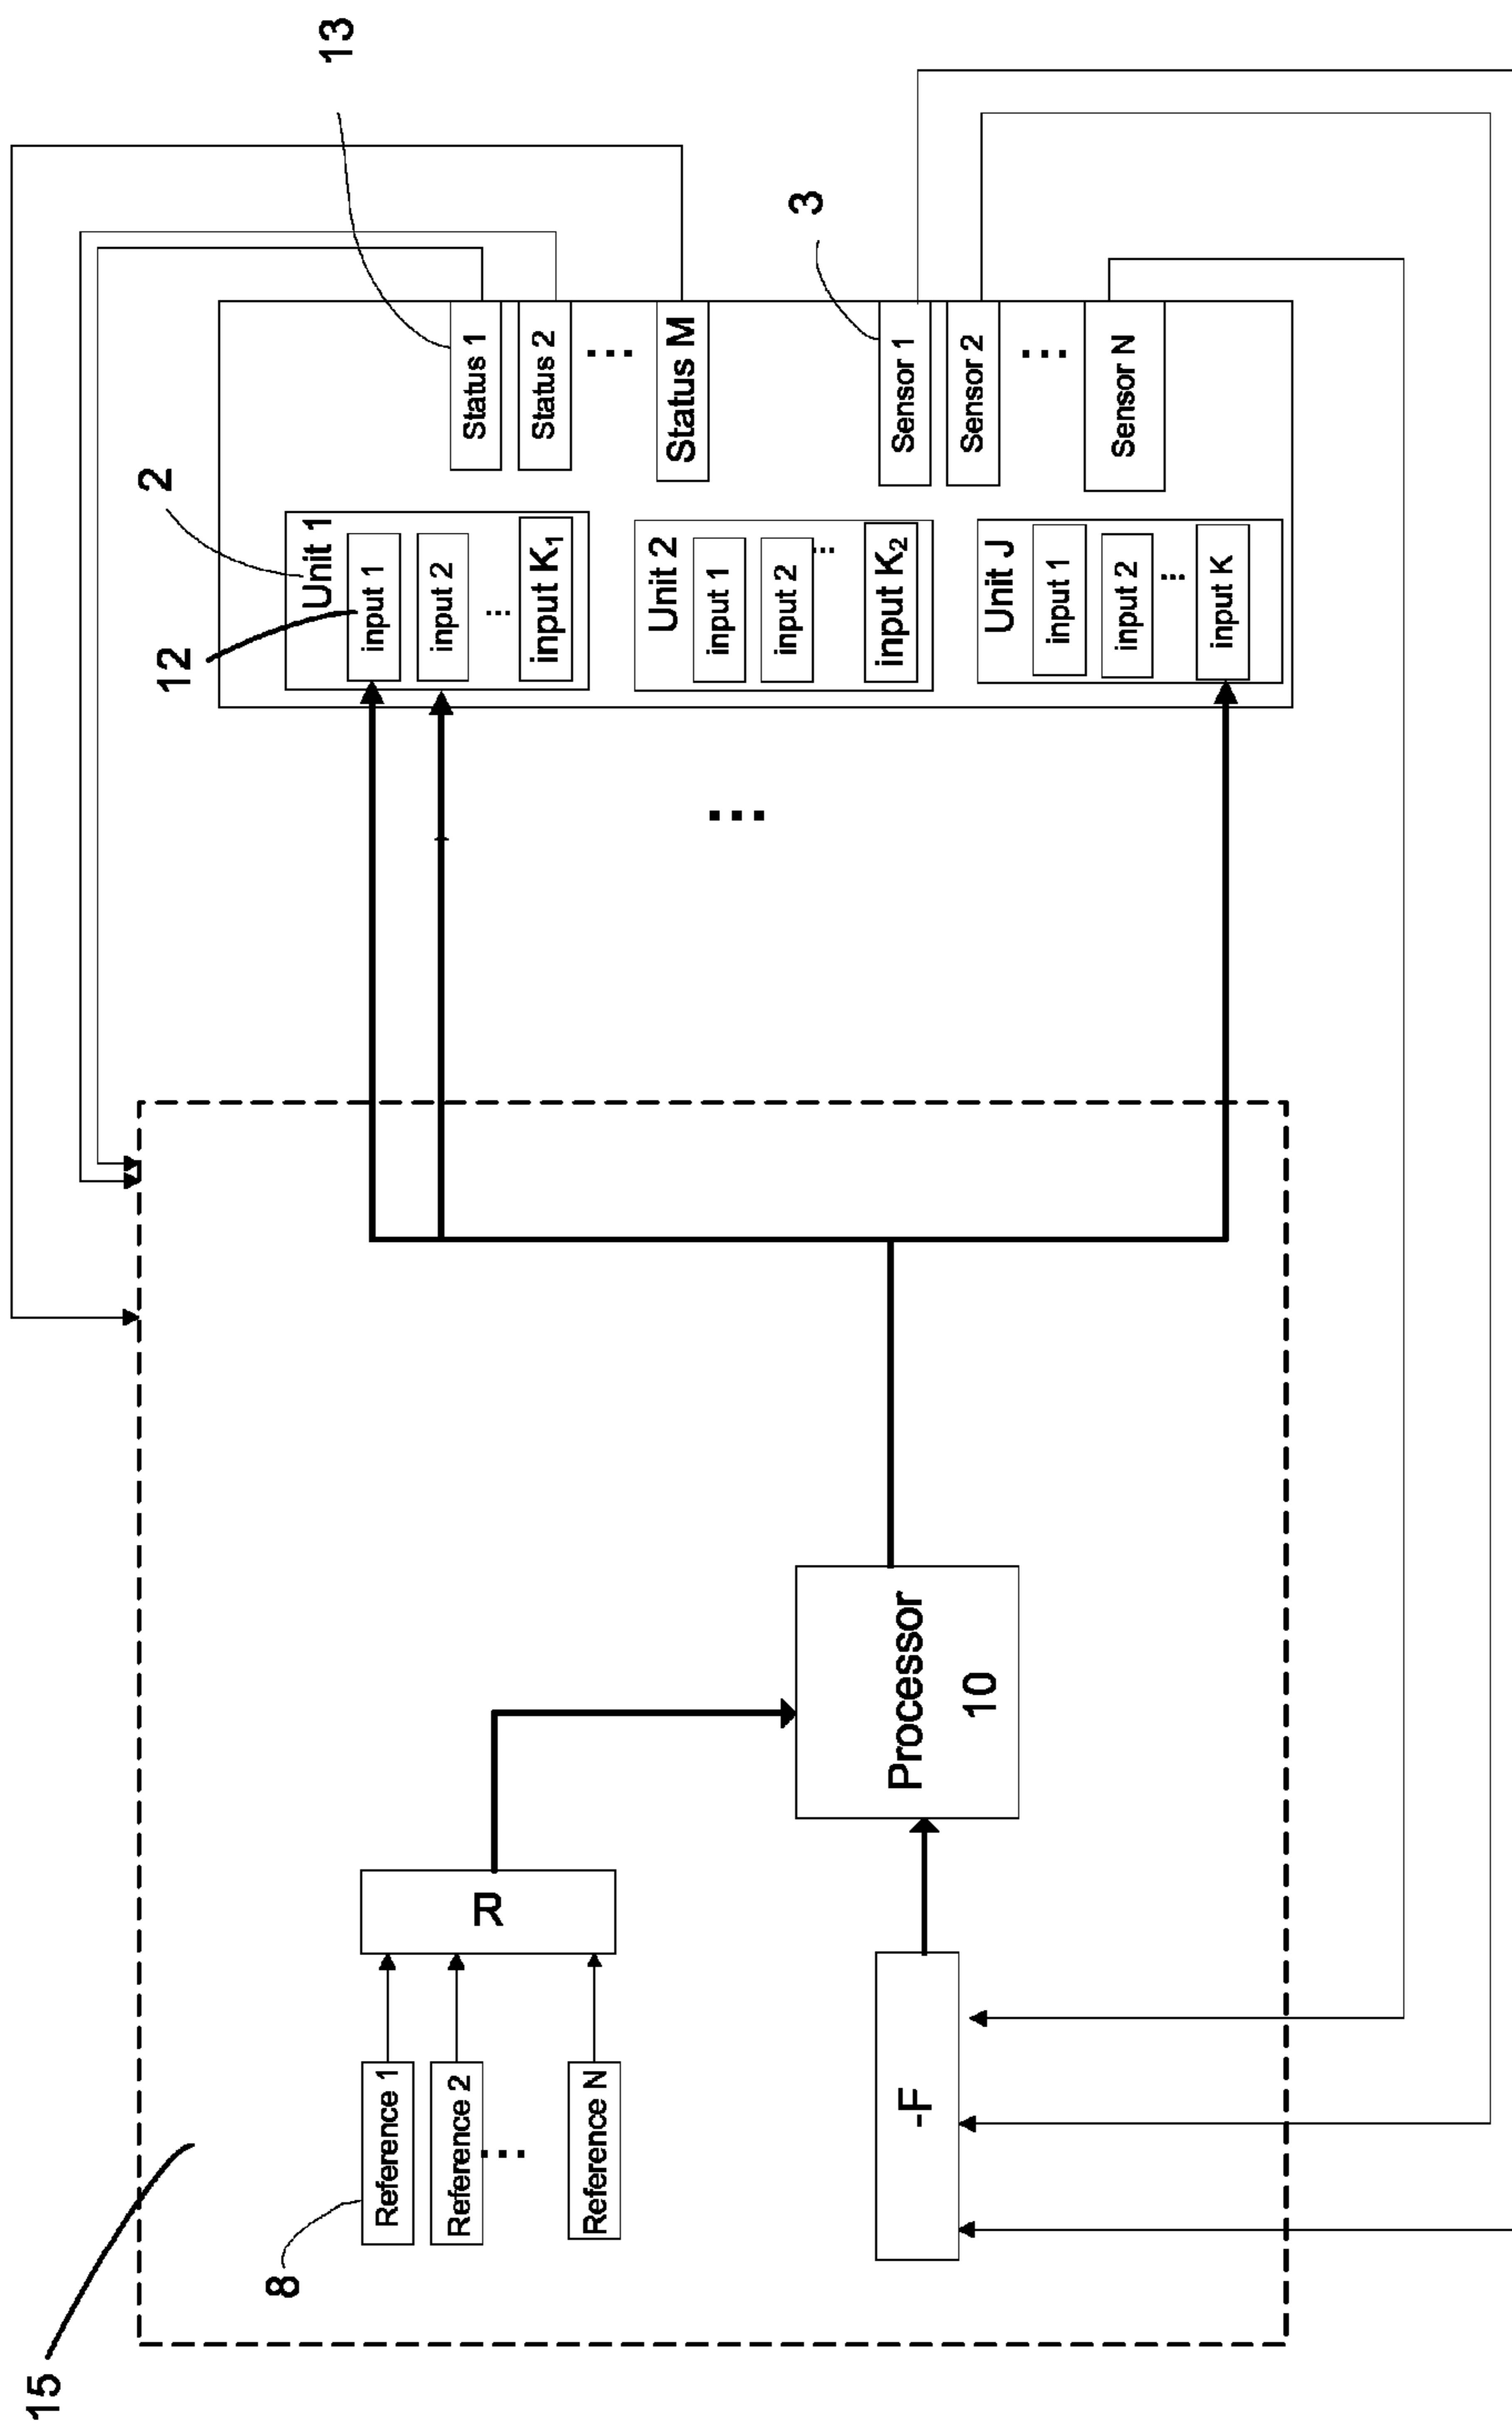 15
8
Reference 1
Reference 2
...
Reference N
R
-F
Processor
10
...
12
2
Unit 1
input 1
input 2
...
input K1
Unit 2
input 1
input 2
...
input K2
Unit J
input 1
input 2
...
input K
13
Status 1
Status 2
...
Status M
3
Sensor 1
Sensor 2
...
Sensor N